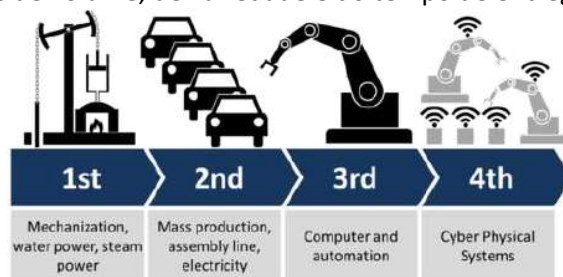 1st
2nd
3rd
4th
Mechanization,
water power, steam
power
Mass production,
assembly line,
electricity
Computer and
automation
Cyber Physical
Systems